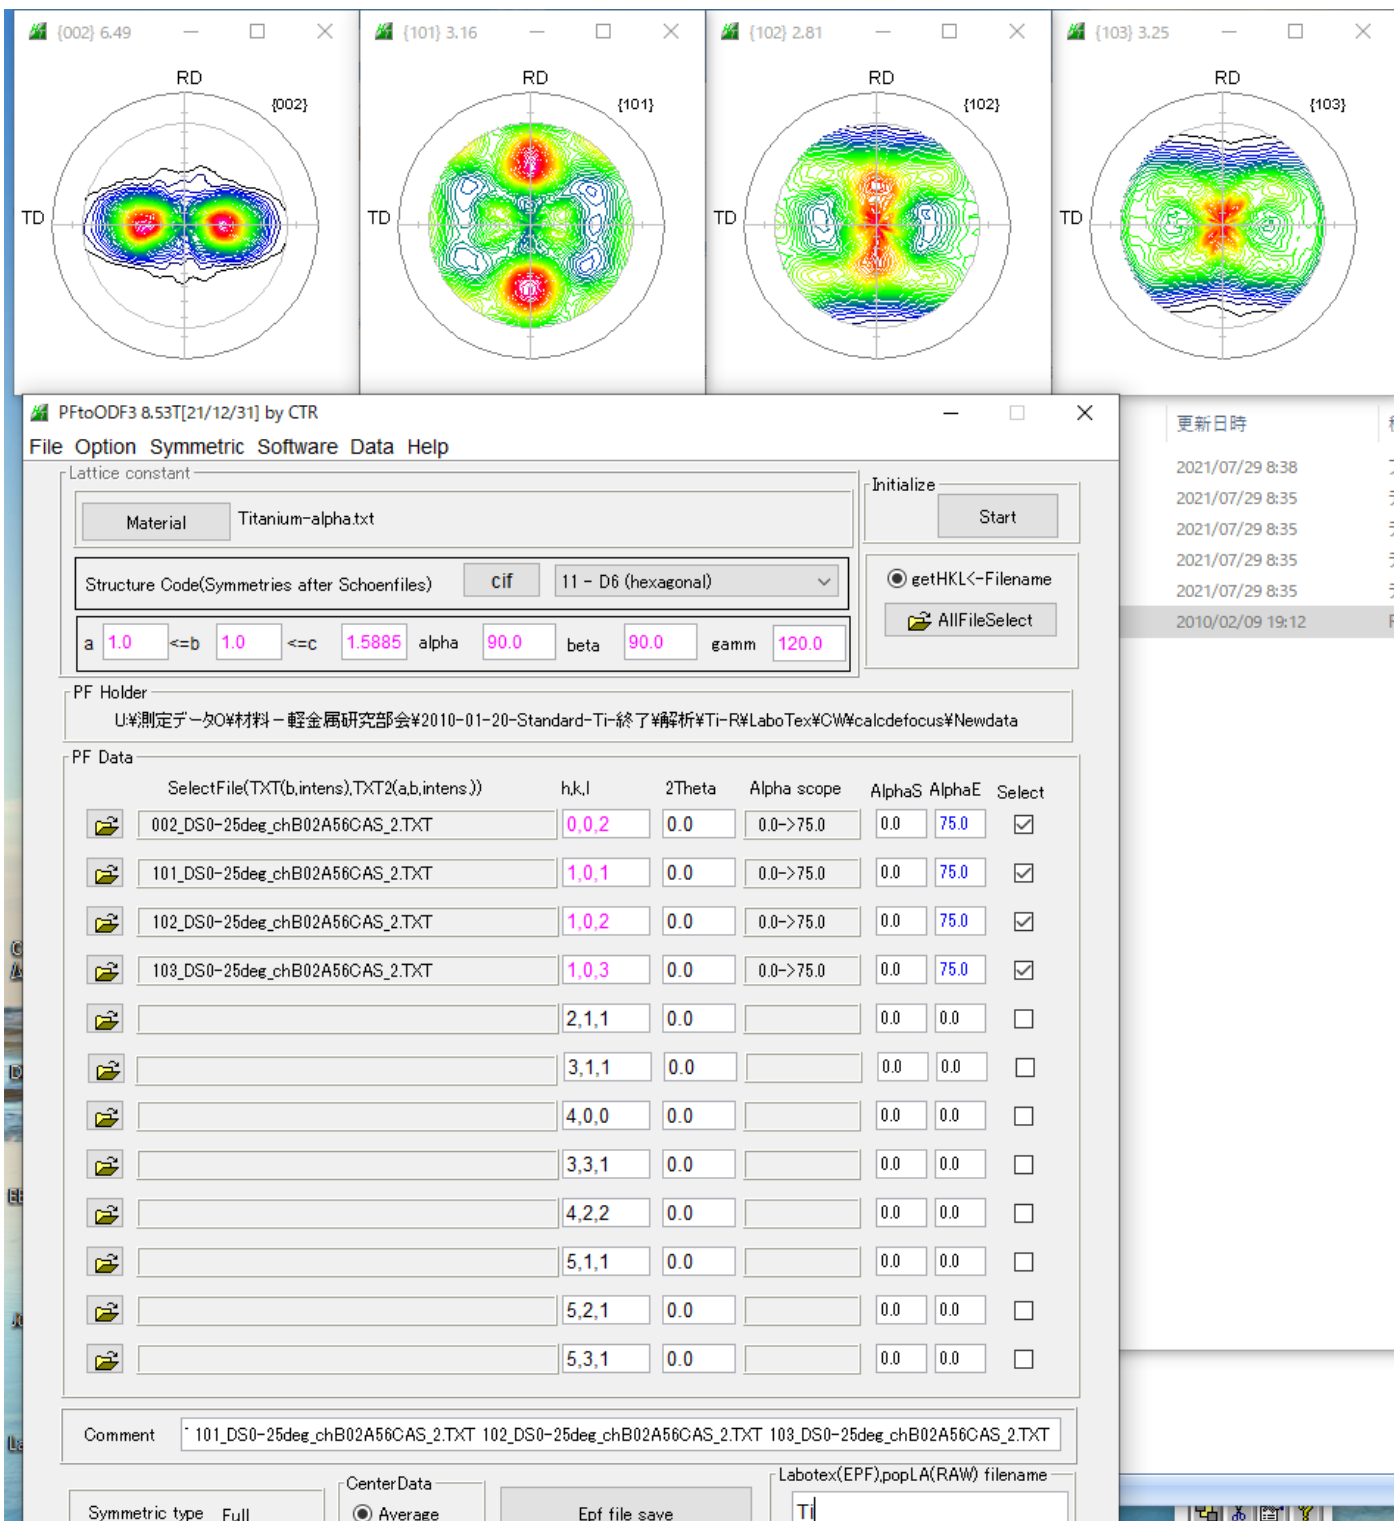 {002} 6.49
{101} 3.16
{102} 2.81
{103} 3.25
RD
{002}
TD
RD
{101}
TD
RD
{102}
TD
RD
{103}
TD
PFtoODF3 8.53T[21/12/31] by CTR
File Option Symmetric Software Data Help
Lattice constant
Material Titanium-alpha.txt
Initialize
Start
Structure Code(Symmetries after Schoenfiles) cif 11 - D6 (hexagonal)
getHKL<-Filename
AllFileSelect
a 1.0 <=b 1.0 <=c 1.5885 alpha 90.0 beta 90.0 gamm 120.0
PF Holder
U:¥測定データO¥材料－軽金属研究部会¥2010-01-20-Standard-Ti-終了¥解析¥Ti-R¥LaboTex¥CW¥calcdefocus¥Newdata
PF Data
SelectFile(TXT(b,intens),TXT2(a,b,intens.)) h,k,l 2Theta Alpha scope AlphaS AlphaE Select
002_DS0-25deg_chB02A56CAS_2.TXT 0,0,2 0.0 0.0->75.0 0.0 75.0
101_DS0-25deg_chB02A56CAS_2.TXT 1,0,1 0.0 0.0->75.0 0.0 75.0
102_DS0-25deg_chB02A56CAS_2.TXT 1,0,2 0.0 0.0->75.0 0.0 75.0
103_DS0-25deg_chB02A56CAS_2.TXT 1,0,3 0.0 0.0->75.0 0.0 75.0
2,1,1 0.0 0.0 0.0
3,1,1 0.0 0.0 0.0
4,0,0 0.0 0.0 0.0
3,3,1 0.0 0.0 0.0
4,2,2 0.0 0.0 0.0
5,1,1 0.0 0.0 0.0
5,2,1 0.0 0.0 0.0
5,3,1 0.0 0.0 0.0
Comment 101_DS0-25deg_chB02A56CAS_2.TXT 102_DS0-25deg_chB02A56CAS_2.TXT 103_DS0-25deg_chB02A56CAS_2.TXT
Symmetric type Full
CenterData
Average
Epf file save
Labotex(EPF),popLA(RAW) filename
Ti
更新日時
2021/07/29 8:38
2021/07/29 8:35
2021/07/29 8:35
2021/07/29 8:35
2021/07/29 8:35
2010/02/09 19:12